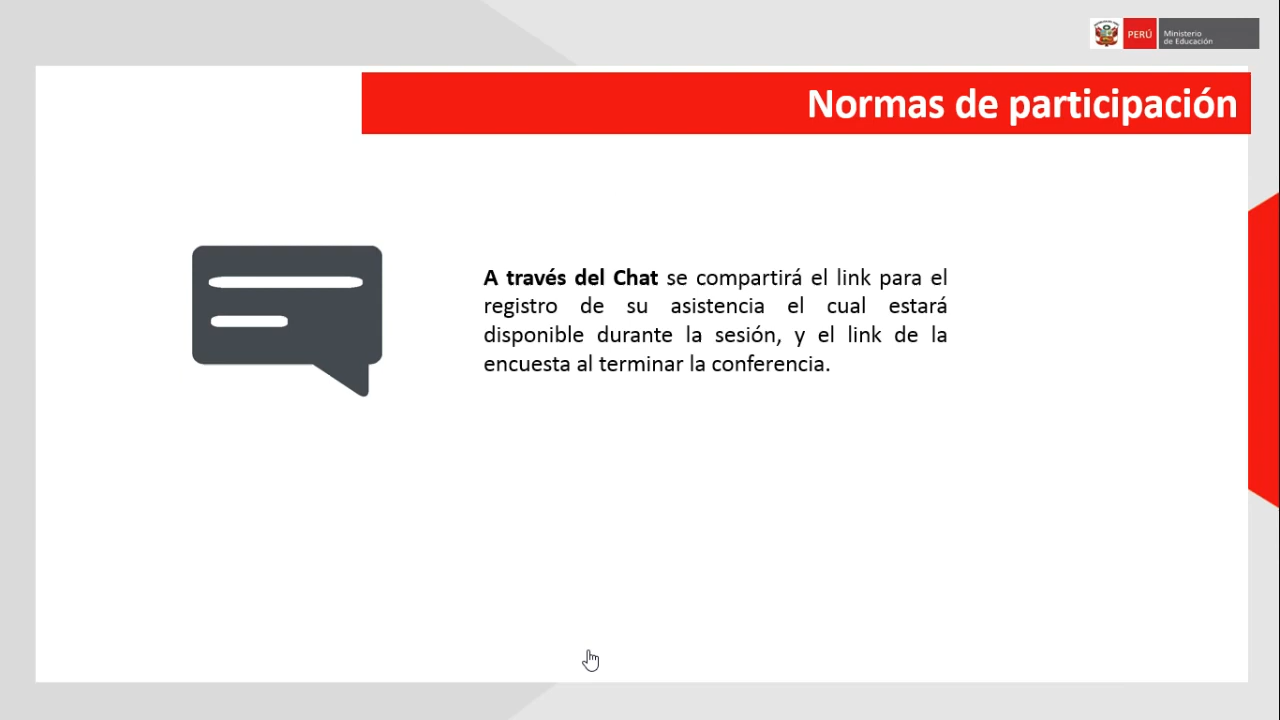 PERÚ
Ministerio
de Educación
Normas de participación
A través del Chat se compartirá el link para el
registro de su asistencia el cual estará
disponible durante la sesión, y el link de la
encuesta al terminar la conferencia.